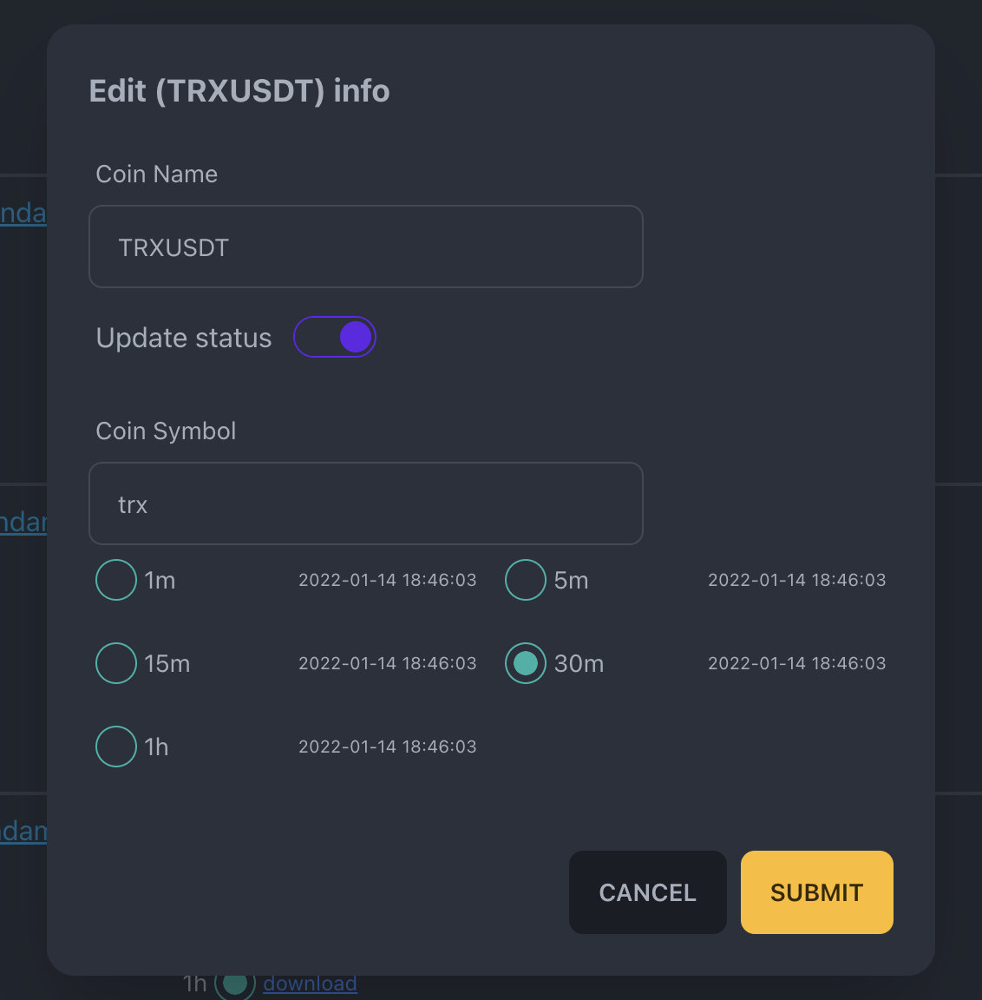 Edit (TRXUSDT) info
Coin Name
nda
TRXUSDT
Update status
Coin Symbol
trx
ndar
1m 2022-01-14 18:46:03 5m 2022-01-14 18:46:03
15m 2022-01-14 18:46:03 30m 2022-01-14 18:46:03
1h 2022-01-14 18:46:03
CANCEL SUBMIT
1h download